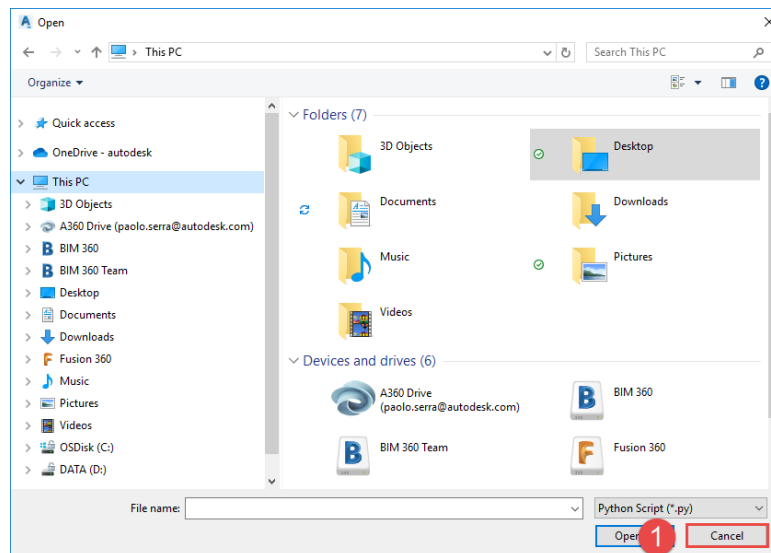 Open
This PC
Search This PC
Organize
Quick access
OneDrive - autodesk
This PC
3D Objects
A360 Drive (paolo.serra@autodesk.com)
BIM 360
BIM 360 Team
Desktop
Documents
Downloads
Fusion 360
Music
Pictures
Videos
OSDisk (C:)
DATA (D:)
Folders (7)
3D Objects
Desktop
Documents
Downloads
Music
Pictures
Videos
Devices and drives (6)
A360 Drive
(paolo.serra@autodesk.com)
BIM 360
BIM 360 Team
Fusion 360
File name:
Python Script (*.py)
Open
1
Cancel